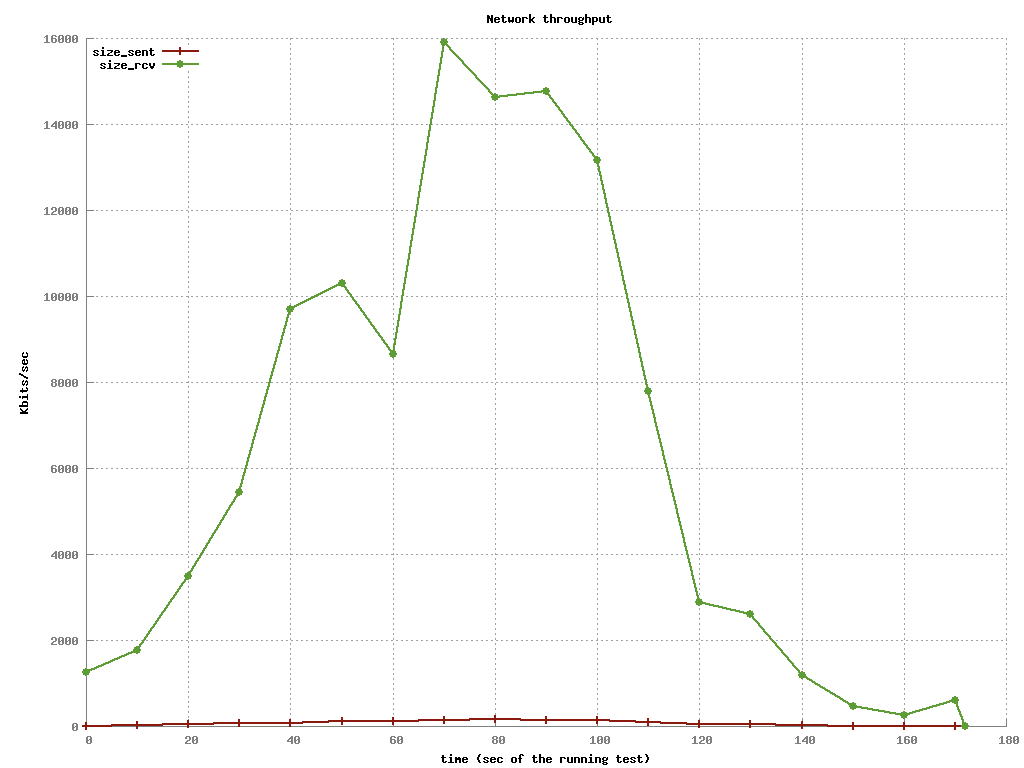 Network throughput
16000
size_sent
size_rcv
14000
12000
10000
8000
6000
4000
2000
0
Kbits/sec
0 20 40 60 80 100 120 140 160 180
time (sec of the running test)